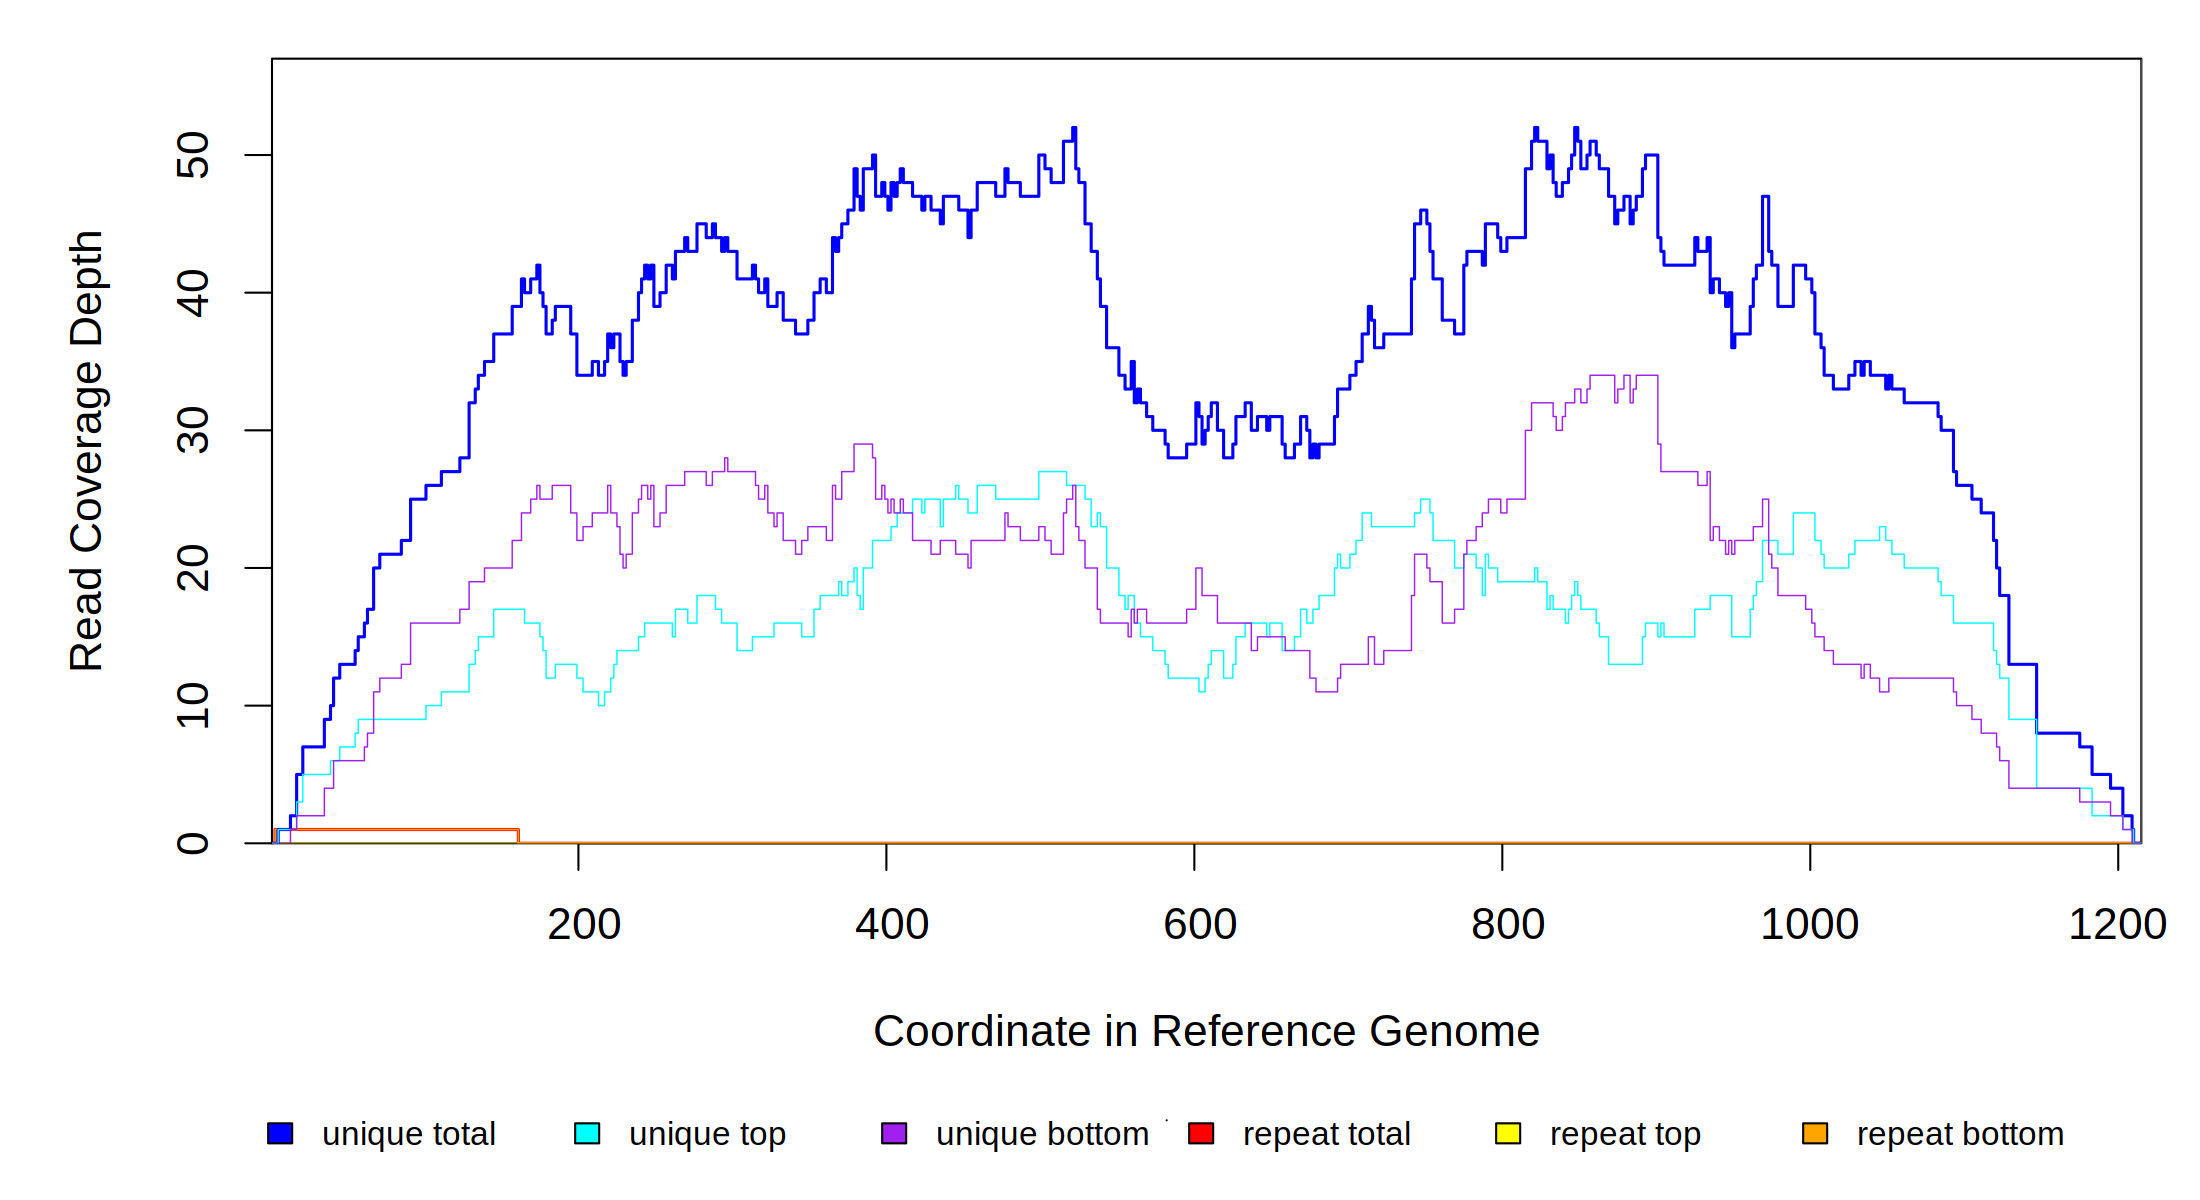 Read Coverage Depth
50
40
30
20
10
0
200 400 600 800 1000 1200
Coordinate in Reference Genome
unique total unique top unique bottom repeat total repeat top repeat bottom